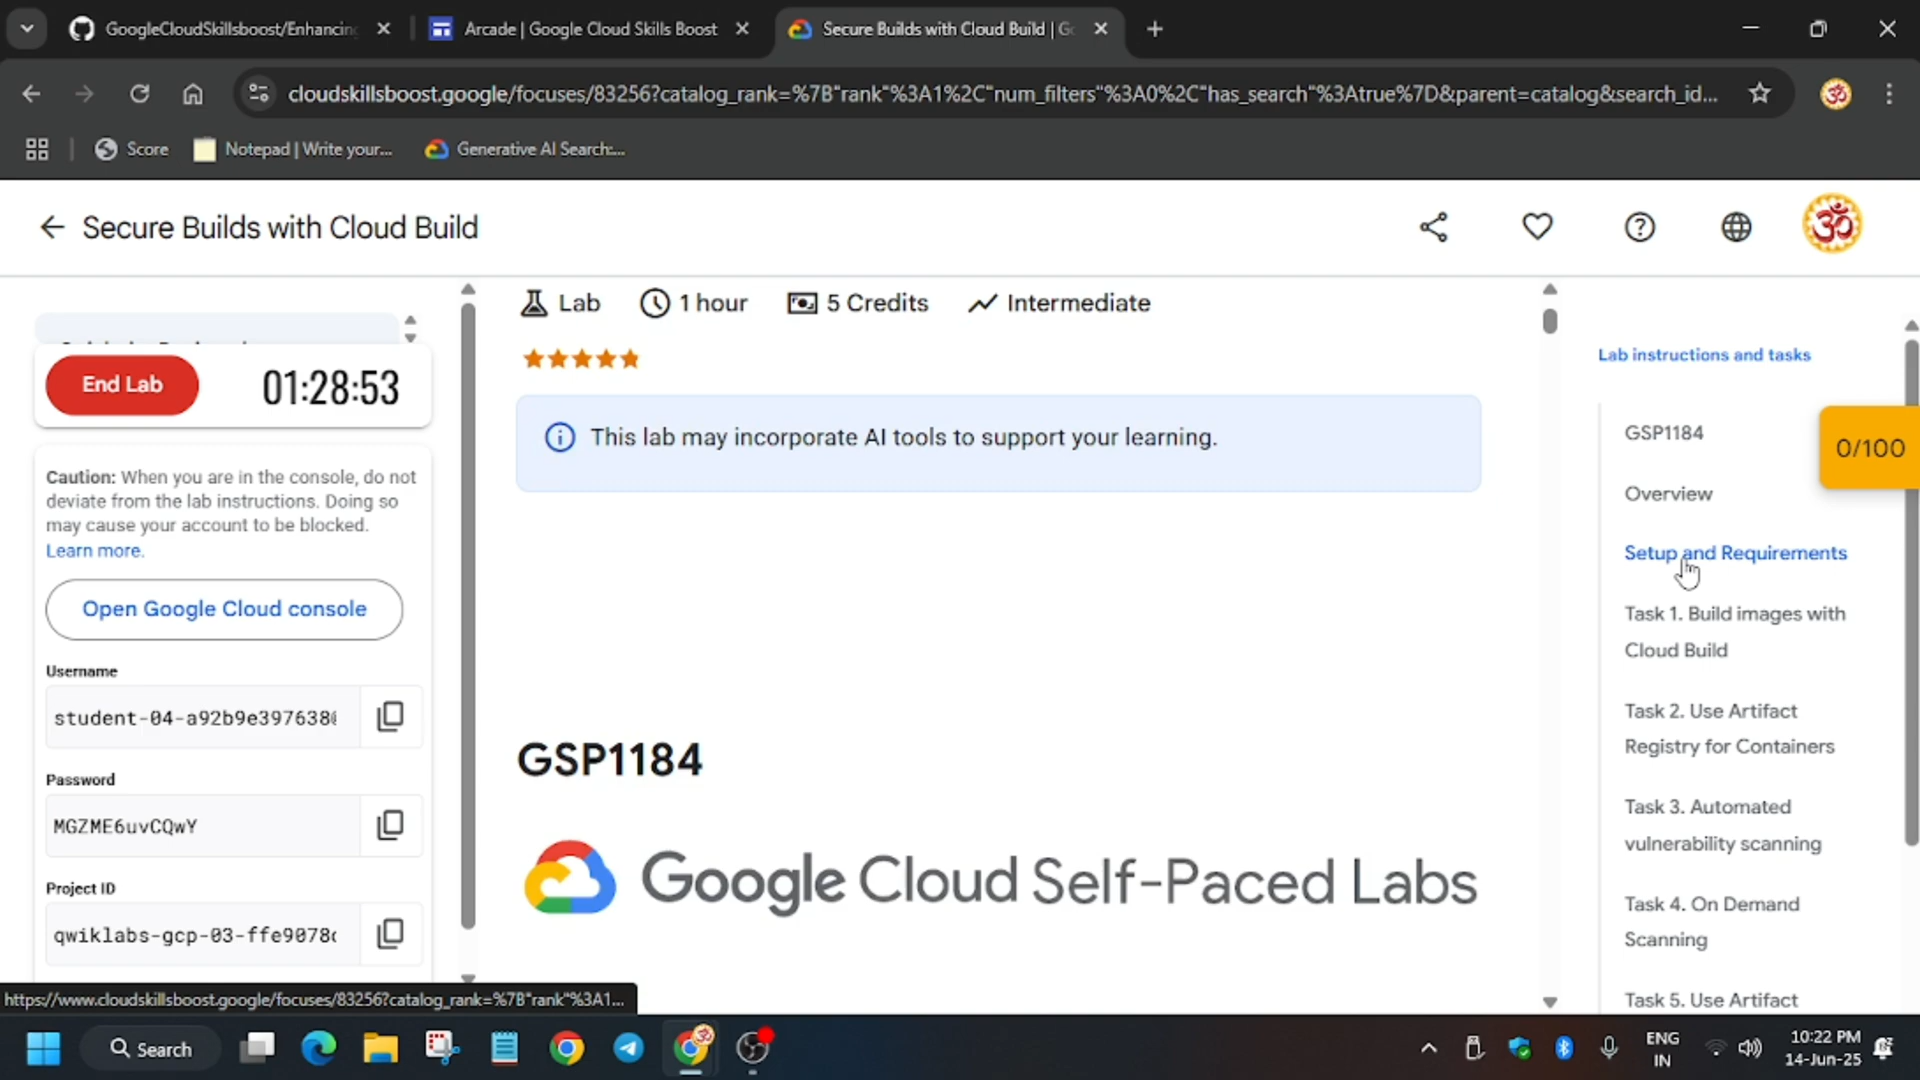 GoogleCloudSkillsboost/Enhancin
Arcade | Google Cloud Skills Boost
Secure Builds with Cloud Build | Go
cloudskillsboost.google/focuses/83256?catalog_rank=%7B"rank"%3A1%2C"num_filters"%3A0%2C"has_search"%3Atrue%7D&parent=catalog&search_id...
Score
Notepad | Write your...
Generative AI Search:...
Secure Builds with Cloud Build
End Lab
01:28:53
Caution: When you are in the console, do not
deviate from the lab instructions. Doing so
may cause your account to be blocked.
Learn more.
Open Google Cloud console
Username
student-04-a92b9e397638
Password
MGZME6uvCQwY
Project ID
qwiklabs-gcp-03-ffe9078
https://www.cloudskillsboost.google/focuses/83256?catalog_rank=%7B"rank"%3A1...
Lab
1 hour
5 Credits
Intermediate
This lab may incorporate AI tools to support your learning.
GSP1184
Google Cloud Self-Paced Labs
Lab instructions and tasks
GSP1184
0/100
Overview
Setup and Requirements
Task 1. Build images with
Cloud Build
Task 2. Use Artifact
Registry for Containers
Task 3. Automated
vulnerability scanning
Task 4. On Demand
Scanning
Task 5. Use Artifact
Search
ENG
IN
10:22 PM
14-Jun-25